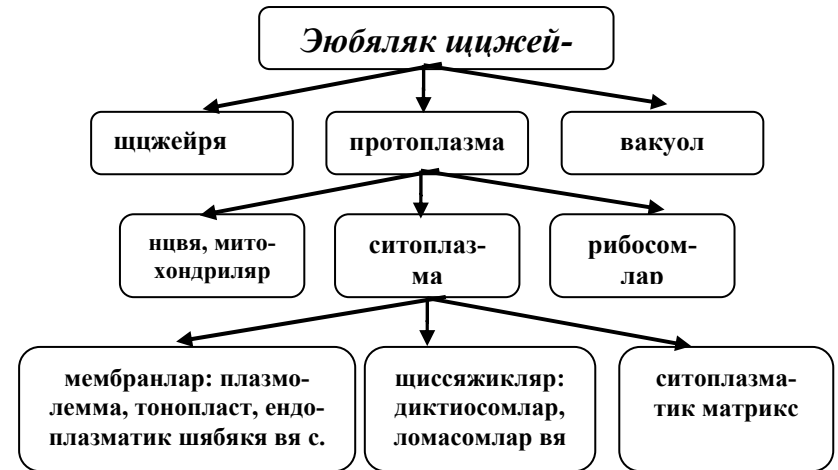 Эюбяляк щцжей-
щцжейря
протоплазма
вакуол
нцвя, мито-
хондриляр
ситоплаз-
ма
рибосом-
лар
мембранлар: плазмо-
лемма, тонопласт, ендо-
плазматик шябякя вя с.
щиссяжикляр:
диктиосомлар,
ломасомлар вя
ситоплазма-
тик матрикс